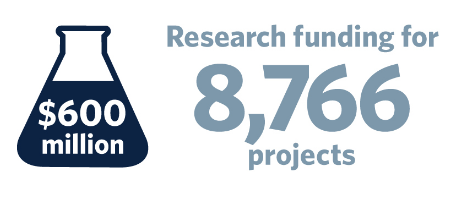 $600
million
Research funding for
8,766
projects